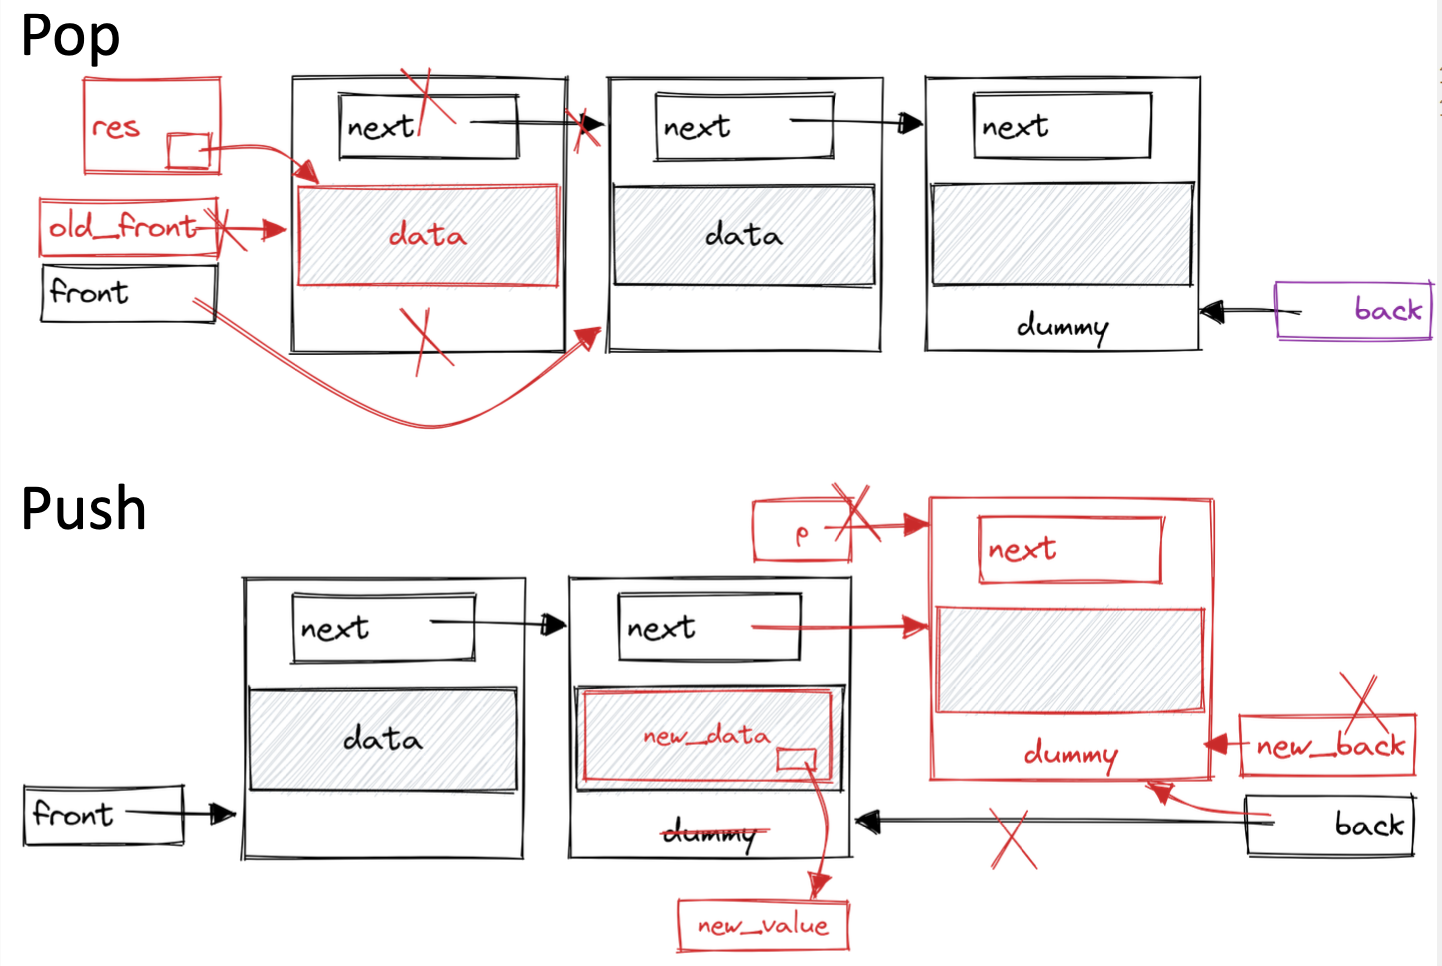 Pop
res
next
next
next
old_front
data
data
front
dummy
back
Push
p
next
next
next
data
new_data
dummy
new_back
front
dummy
back
new_value